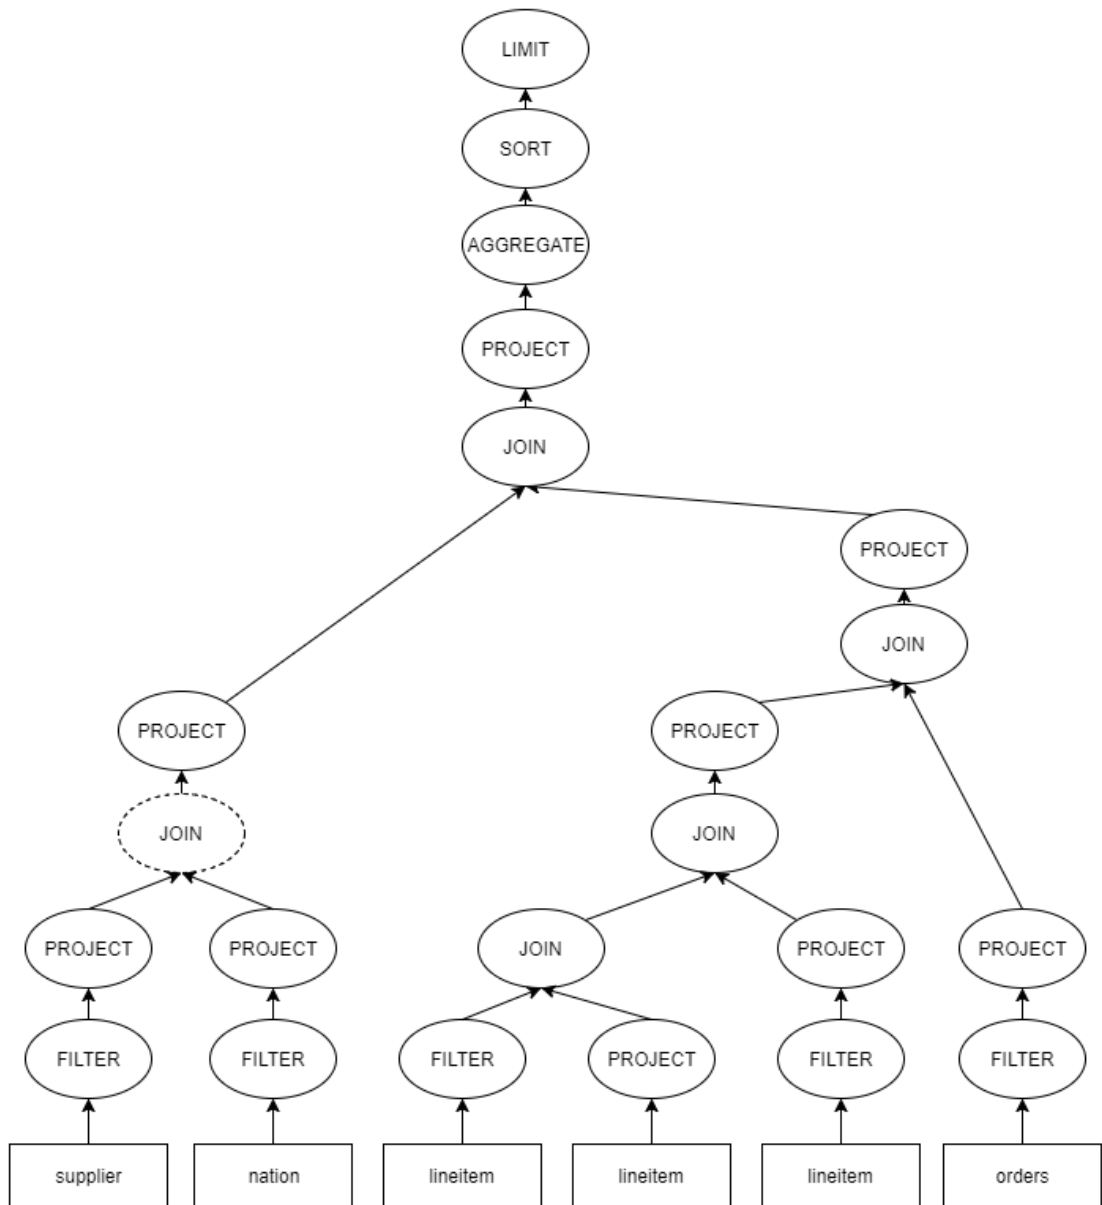 LIMIT
SORT
AGGREGATE
PROJECT
JOIN
PROJECT
JOIN
PROJECT
PROJECT
JOIN
JOIN
PROJECT
PROJECT
JOIN
PROJECT
PROJECT
FILTER
FILTER
FILTER
PROJECT
FILTER
FILTER
supplier
nation
lineitem
lineitem
lineitem
orders